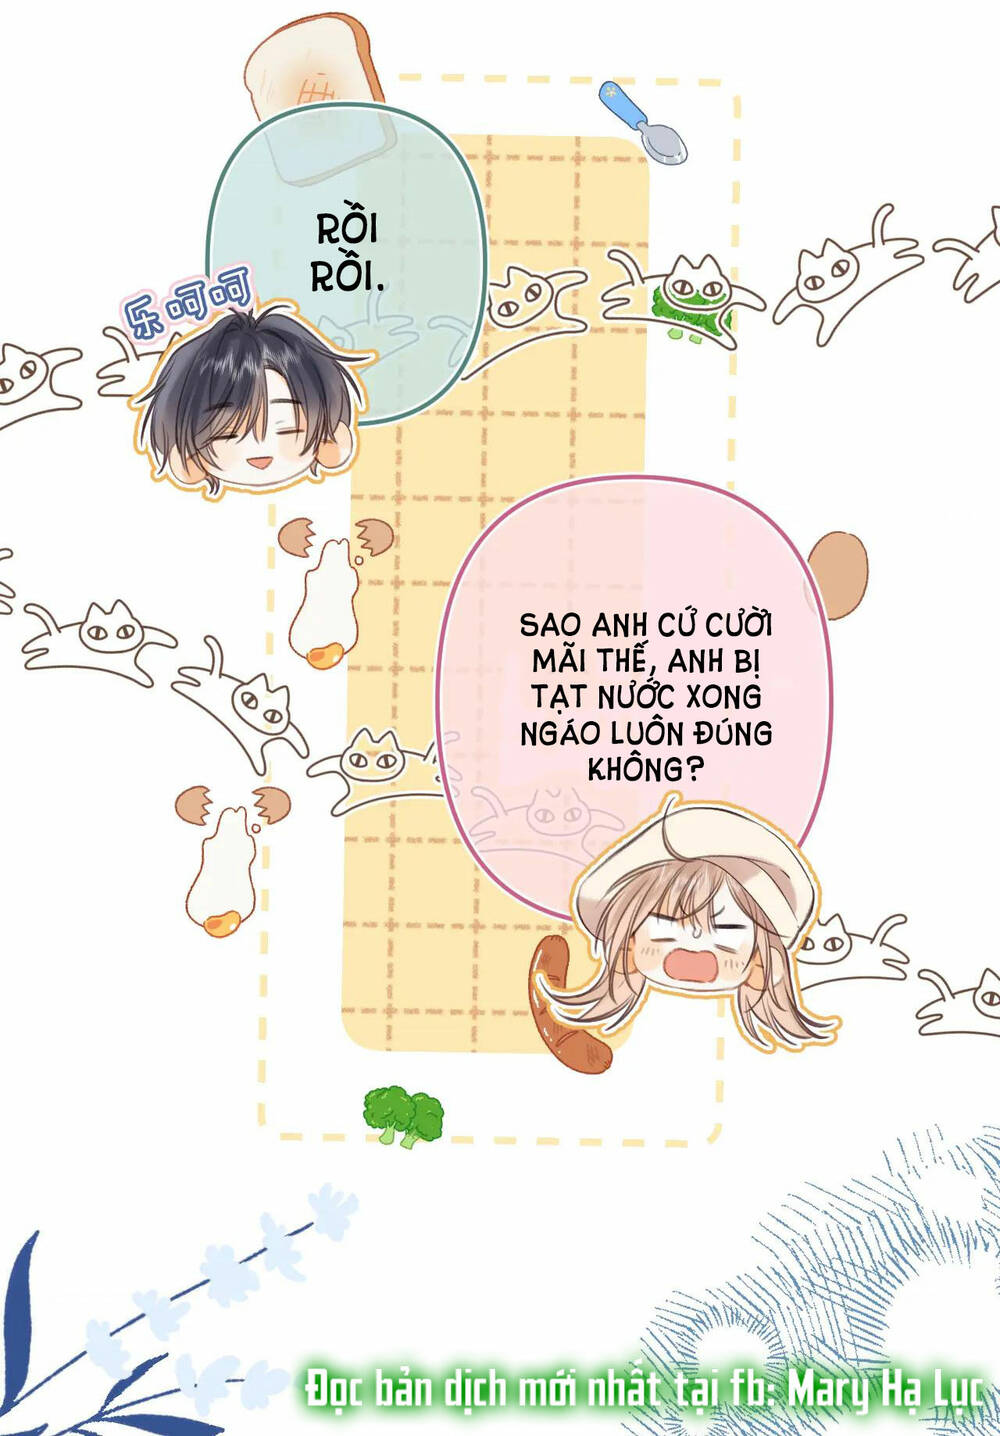 RỒI
RỒI.
乐呵呵
SAO ANH CỨ CƯỜI
MÃI THẾ, ANH BỊ
TẠT NƯỚC XONG
NGÁO LUÔN ĐÚNG
KHÔNG?
Đọc bản dịch mới nhất tại fb: Mary Hạ Lục